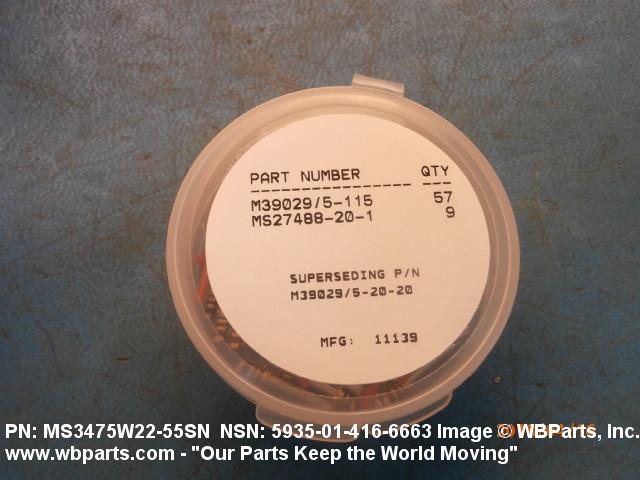 PART NUMBER QTY
M39029/5-115 57
MS27488-20-1 9
SUPERSEDING P/N
M39029/5-20-20
MFG: 11139
PN: MS3475W22-55SN NSN: 5935-01-416-6663 Image © WBParts, Inc.
www.wbparts.com - "Our Parts Keep the World Moving"